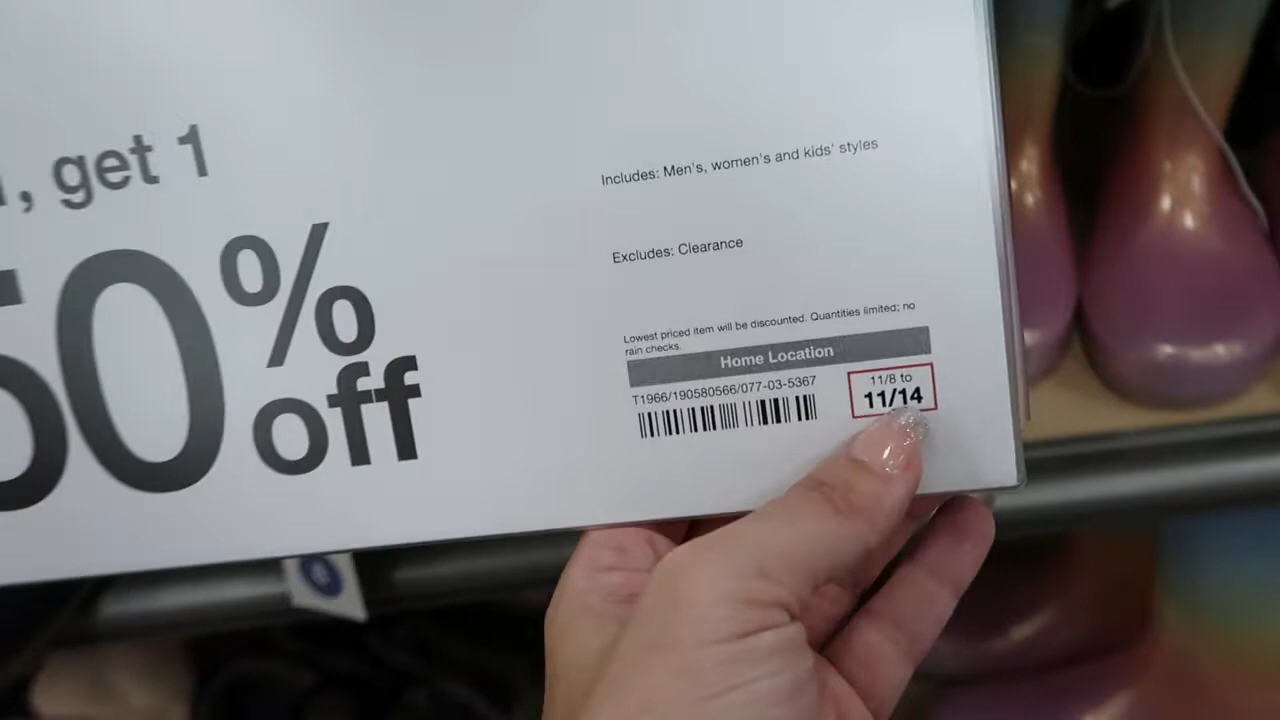 , get 1
50%
off
Includes: Men's, women's and kids' styles
Excludes: Clearance
Lowest priced item will be discounted. Quantities limited; no
rain checks.
Home Location
T1966/190580566/077-03-5367
11/8 to
11/14